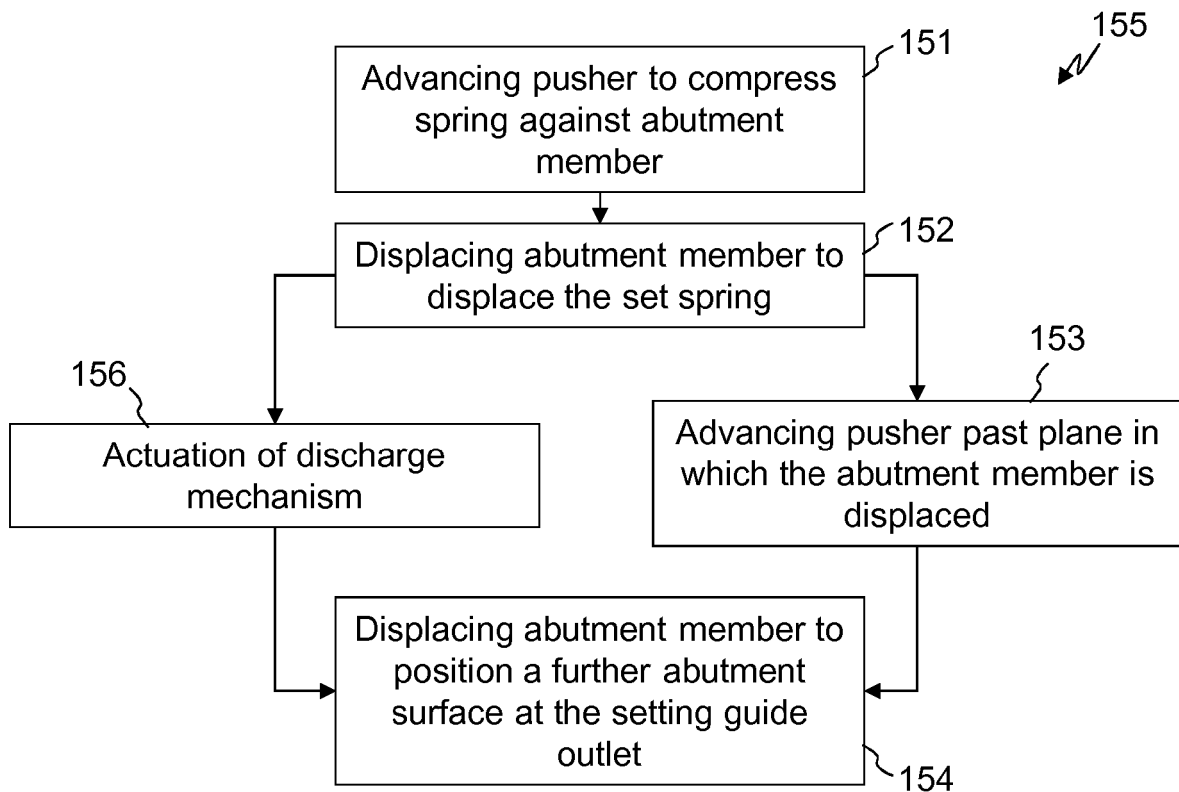 155
151
Advancing pusher to compress
spring against abutment
member
152
Displacing abutment member to
displace the set spring
156
Actuation of discharge
mechanism
153
Advancing pusher past plane in
which the abutment member is
displaced
Displacing abutment member to
position a further abutment
surface at the setting guide
outlet
154